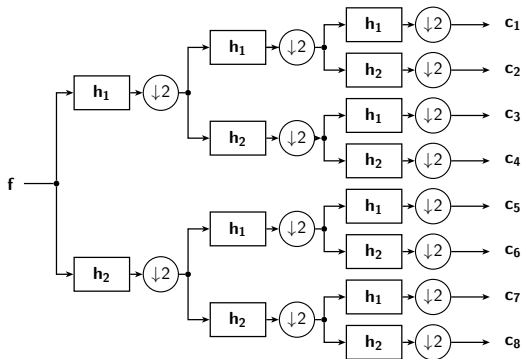 h1 ↓2 c1
h1 ↓2
h2 ↓2 c2
h1 ↓2
h1 ↓2 c3
h2 ↓2
h2 ↓2 c4
f
h1 ↓2 c5
h1 ↓2
h2 ↓2 c6
h2 ↓2
h1 ↓2 c7
h2 ↓2
h2 ↓2 c8